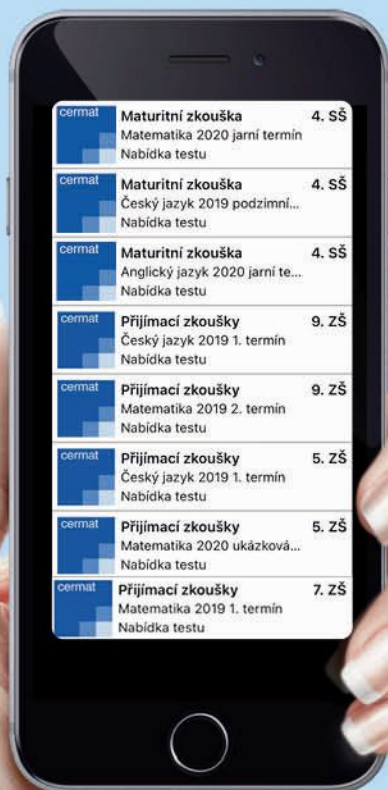 cermat
Maturitní zkouška 4. SŠ
Matematika 2020 jarní termín
Nabídka testu
cermat
Maturitní zkouška 4. SŠ
Český jazyk 2019 podzimní...
Nabídka testu
cermat
Maturitní zkouška 4. SŠ
Anglický jazyk 2020 jarní te...
Nabídka testu
cermat
Přijímací zkoušky 9. ZŠ
Český jazyk 2019 1. termín
Nabídka testu
cermat
Přijímací zkoušky 9. ZŠ
Matematika 2019 2. termín
Nabídka testu
cermat
Přijímací zkoušky 5. ZŠ
Český jazyk 2019 1. termín
Nabídka testu
cermat
Přijímací zkoušky 5. ZŠ
Matematika 2020 ukázková...
Nabídka testu
cermat
Přijímací zkoušky 7. ZŠ
Matematika 2019 1. termín
Nabídka testu